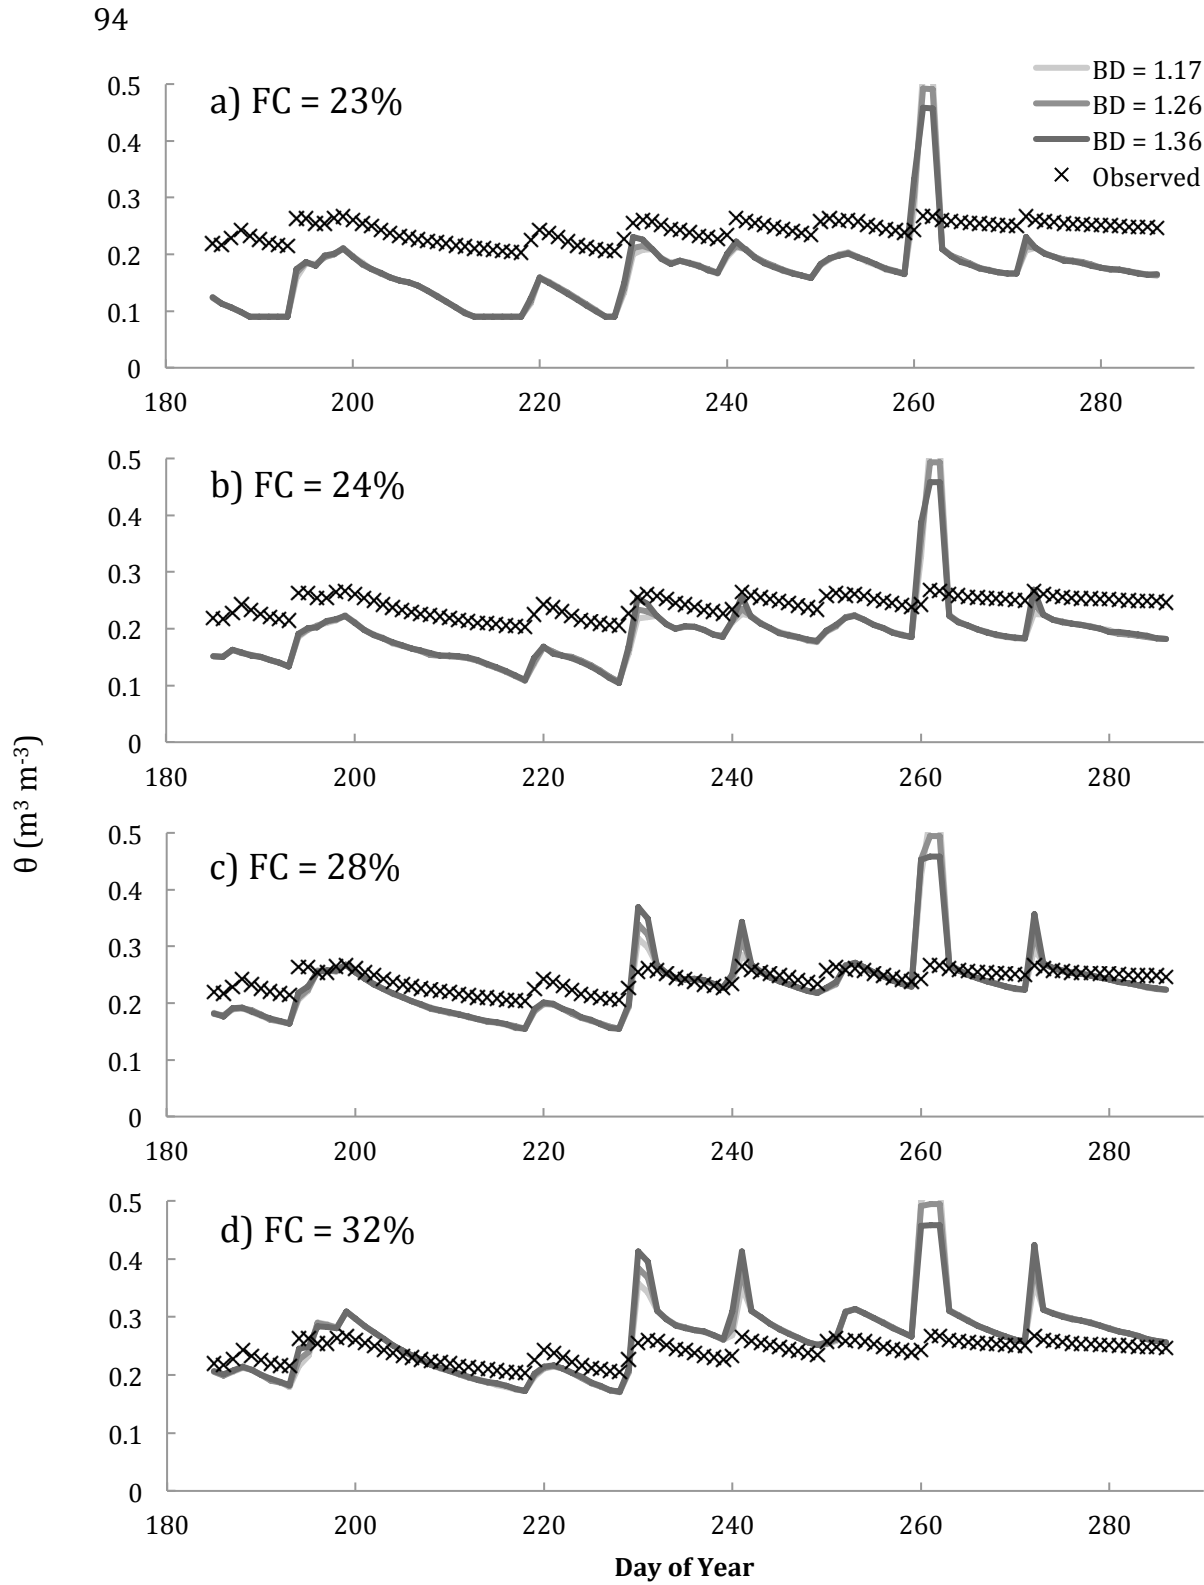 94
BD = 1.17
BD = 1.26
BD = 1.36
Observed
a) FC = 23%
0.5
0.4
0.3
0.2
0.1
0
180 200 220 240 260 280
b) FC = 24%
0.5
0.4
0.3
0.2
0.1
0
180 200 220 240 260 280
θ (m³ m⁻³)
c) FC = 28%
0.5
0.4
0.3
0.2
0.1
0
180 200 220 240 260 280
d) FC = 32%
0.5
0.4
0.3
0.2
0.1
0
180 200 220 240 260 280
Day of Year